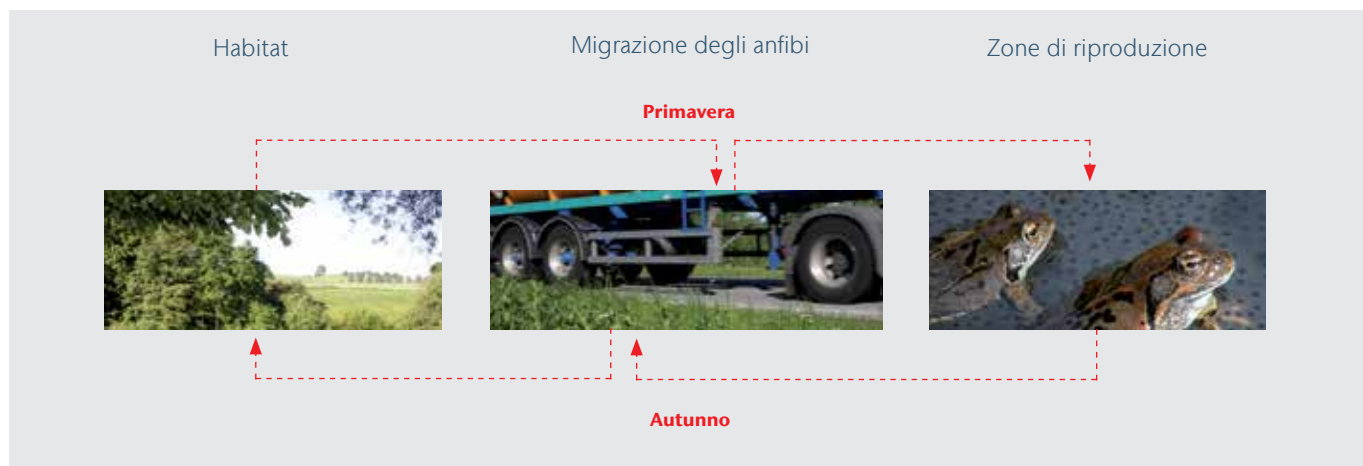 Habitat
Migrazione degli anfibi
Zone di riproduzione
Primavera
Autunno